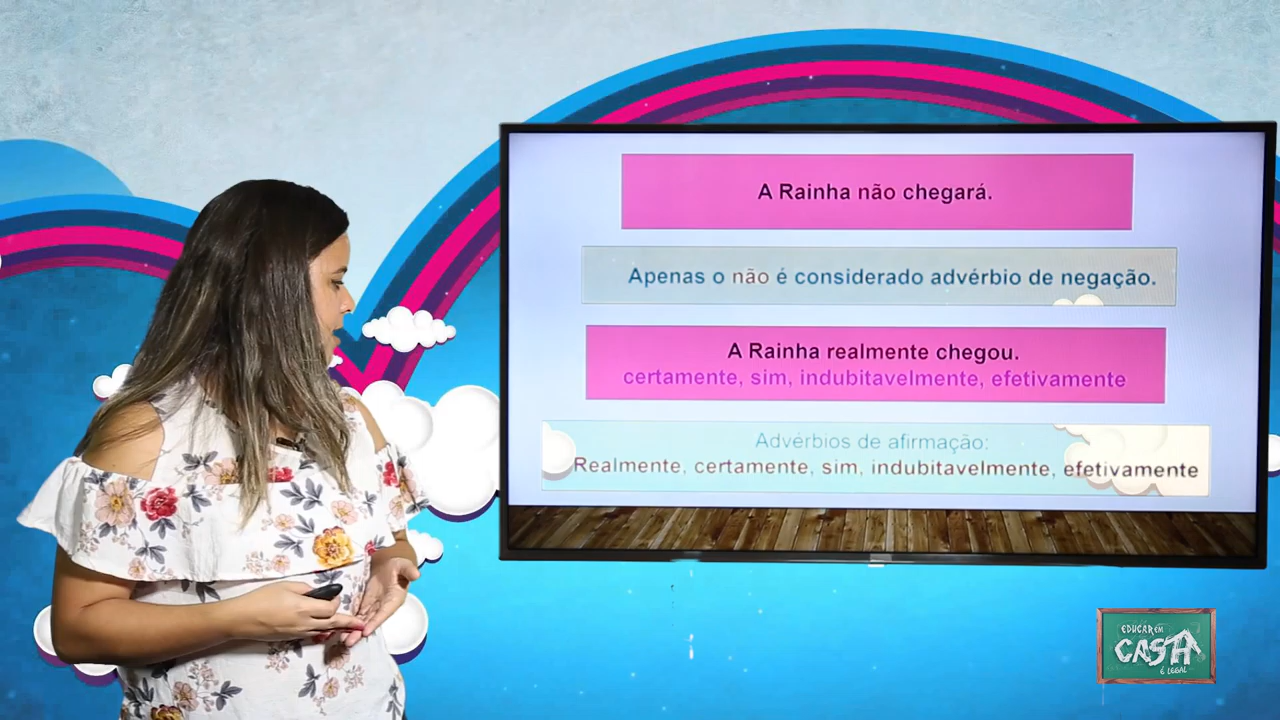 A Rainha não chegará.
Apenas o não é considerado advérbio de negação.
A Rainha realmente chegou.
certamente, sim, indubitavelmente, efetivamente
Advérbios de afirmação:
Realmente, certamente, sim, indubitavelmente, efetivamente
EDUCAR EM
CASA
É LEGAL